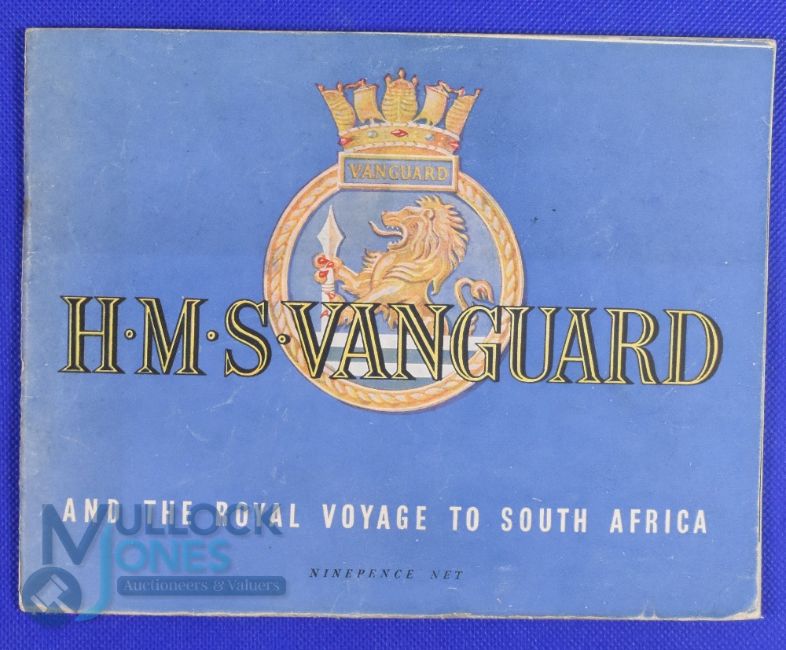 VANGUARD
H·M·S·VANGUARD
AND THE ROYAL VOYAGE TO SOUTH AFRICA
MULLOCK
JONES
Auctioneers & Valuers
NINEPENCE NET